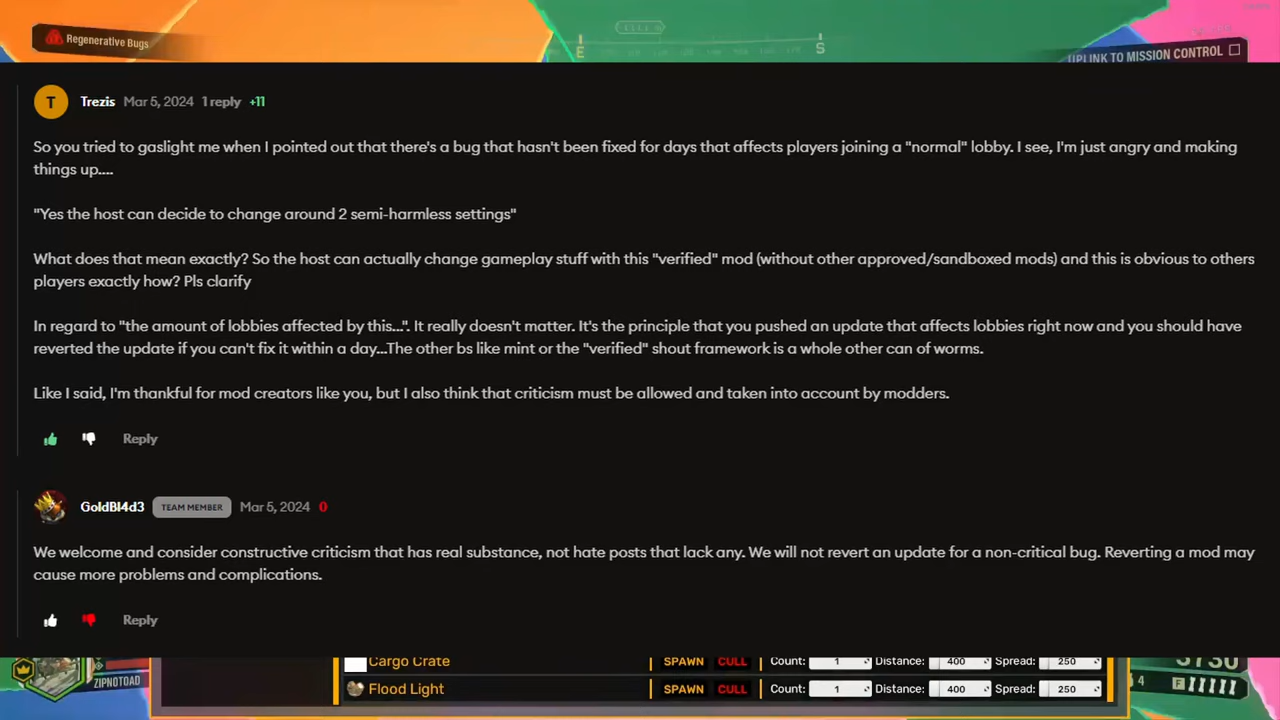 Regenerative Bugs
E
S
UPLINK TO MISSION CONTROL
T
Trezis Mar 5, 2024 1 reply +11
So you tried to gaslight me when I pointed out that there's a bug that hasn't been fixed for days that affects players joining a "normal" lobby. I see, I'm just angry and making
things up....
"Yes the host can decide to change around 2 semi-harmless settings"
What does that mean exactly? So the host can actually change gameplay stuff with this "verified" mod (without other approved/sandboxed mods) and this is obvious to others
players exactly how? Pls clarify
In regard to "the amount of lobbies affected by this...". It really doesn't matter. It's the principle that you pushed an update that affects lobbies right now and you should have
reverted the update if you can't fix it within a day...The other bs like mint or the "verified" shout framework is a whole other can of worms.
Like I said, I'm thankful for mod creators like you, but I also think that criticism must be allowed and taken into account by modders.
Reply
GoldBl4d3 TEAM MEMBER Mar 5, 2024 0
We welcome and consider constructive criticism that has real substance, not hate posts that lack any. We will not revert an update for a non-critical bug. Reverting a mod may
cause more problems and complications.
Reply
Cargo Crate SPAWN CULL Count: 1 Distance: 400 Spread: 250
ZIPNOTOAD
4 F
Flood Light SPAWN CULL Count: 1 Distance: 400 Spread: 250